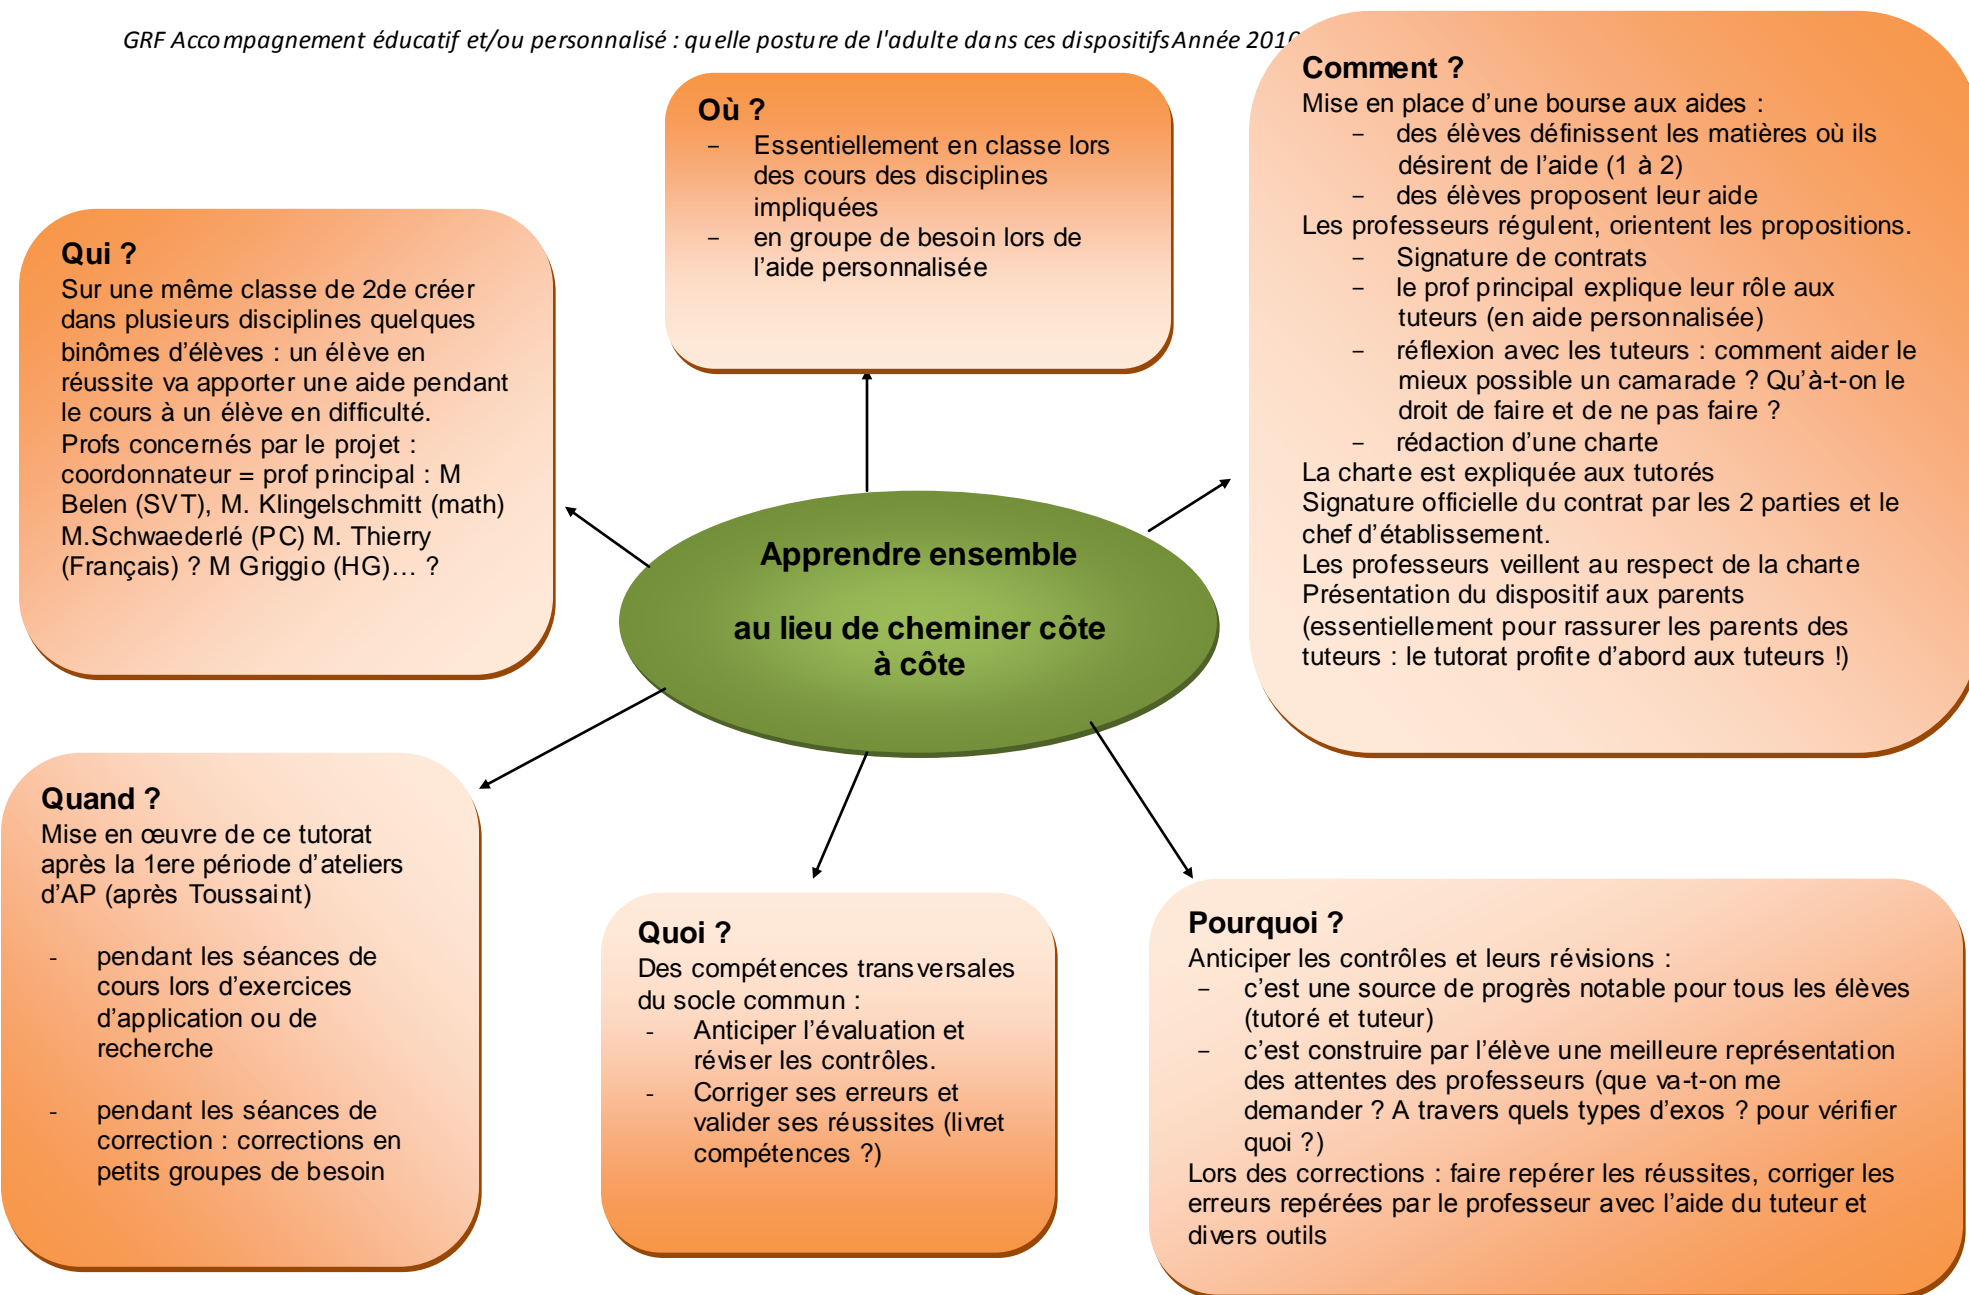 GRF Accompagnement éducatif et/ou personnalisé : quelle posture de l'adulte dans ces dispositifs Année
Où ?
- Essentiellement en classe lors
des cours des disciplines
impliquées
- en groupe de besoin lors de
l'aide personnalisée
Comment ?
Mise en place d'une bourse aux aides :
- des élèves définissent les matières où ils
désirent de l'aide (1 à 2)
- des élèves proposent leur aide
Les professeurs régulent, orientent les propositions.
- Signature de contrats
- le prof principal explique leur rôle aux
tuteurs (en aide personnalisée)
- réflexion avec les tuteurs : comment aider le
mieux possible un camarade ? Qu'à-t-on le
droit de faire et de ne pas faire ?
- rédaction d'une charte
La charte est expliquée aux tutorés
Signature officielle du contrat par les 2 parties et le
chef d'établissement.
Les professeurs veillent au respect de la charte
Présentation du dispositif aux parents
(essentiellement pour rassurer les parents des
tuteurs : le tutorat profite d'abord aux tuteurs !)
Qui ?
Sur une même classe de 2de créer
dans plusieurs disciplines quelques
binômes d'élèves : un élève en
réussite va apporter une aide pendant
le cours à un élève en difficulté.
Profs concernés par le projet :
coordonnateur = prof principal : M
Belen (SVT), M. Klingelschmitt (math)
M.Schwaederlé (PC) M. Thierry
(Français) ? M Griggio (HG)… ?
Apprendre ensemble
au lieu de cheminer côte
à côte
Quand ?
Mise en œuvre de ce tutorat
après la 1ere période d'ateliers
d'AP (après Toussaint)
- pendant les séances de
cours lors d'exercices
d'application ou de
recherche
- pendant les séances de
correction : corrections en
petits groupes de besoin
Quoi ?
Des compétences transversales
du socle commun :
- Anticiper l'évaluation et
réviser les contrôles.
- Corriger ses erreurs et
valider ses réussites (livret
compétences ?)
Pourquoi ?
Anticiper les contrôles et leurs révisions :
- c'est une source de progrès notable pour tous les élèves
(tutoré et tuteur)
- c'est construire par l'élève une meilleure représentation
des attentes des professeurs (que va-t-on me
demander ? A travers quels types d'exos ? pour vérifier
quoi ?)
Lors des corrections : faire repérer les réussites, corriger les
erreurs repérées par le professeur avec l'aide du tuteur et
divers outils